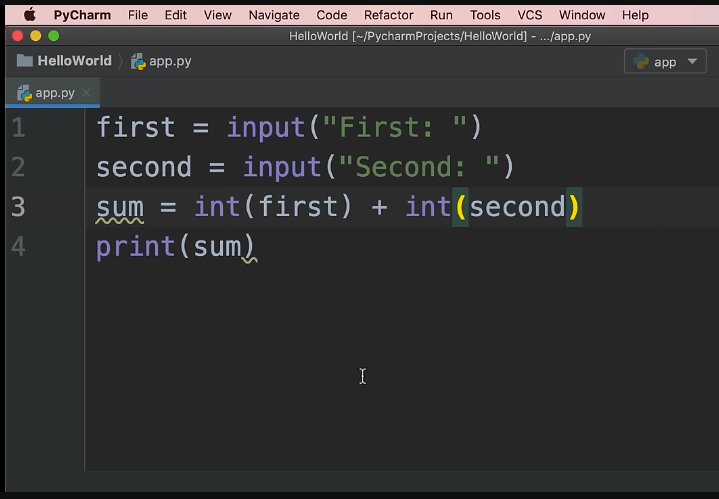 PyCharm File Edit View Navigate Code Refactor Run Tools VCS Window Help
HelloWorld [~/PycharmProjects/HelloWorld] - .../app.py
HelloWorld app.py app
app.py
1 first = input("First: ")
2 second = input("Second: ")
3 sum = int(first) + int(second)
4 print(sum)